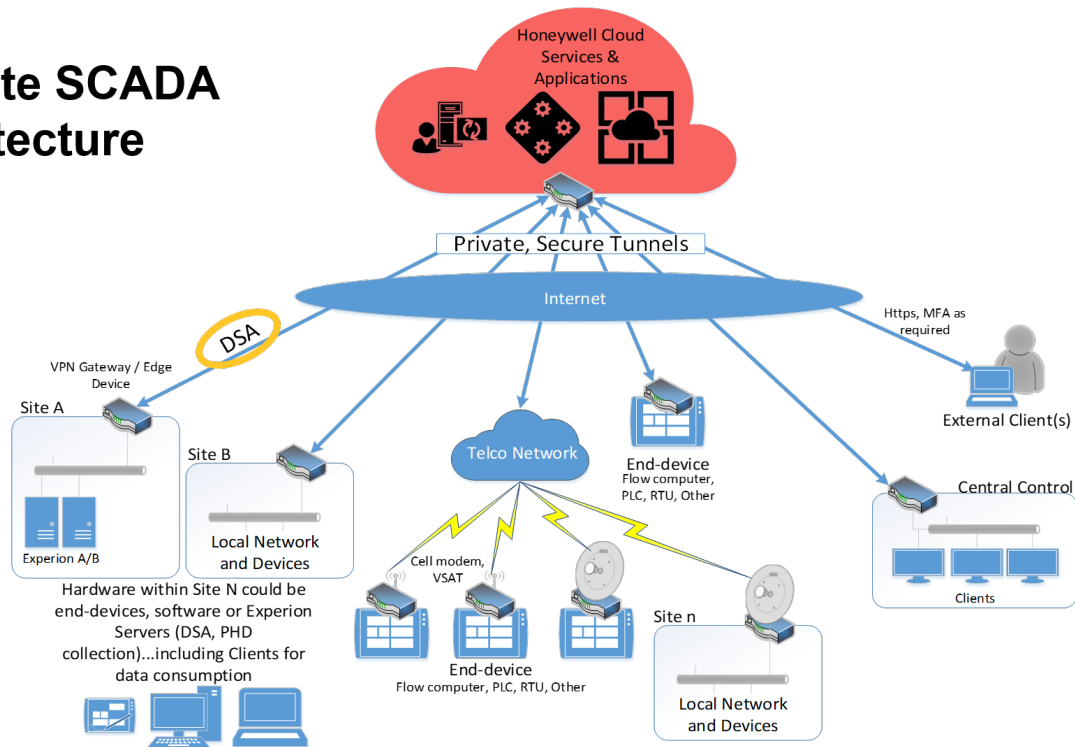 te SCADA
tecture
Honeywell Cloud
Services &
Applications
Private, Secure Tunnels
Internet
DSA
Https, MFA as
required
VPN Gateway / Edge
Device
External Client(s)
Site A
Experion A/B
Site B
Local Network
and Devices
Telco Network
End-device
Flow computer,
PLC, RTU, Other
Central Control
Clients
Cell modem,
VSAT
End-device
Flow computer, PLC, RTU, Other
Site n
Local Network
and Devices
Hardware within Site N could be
end-devices, software or Experion
Servers (DSA, PHD
collection)...including Clients for
data consumption